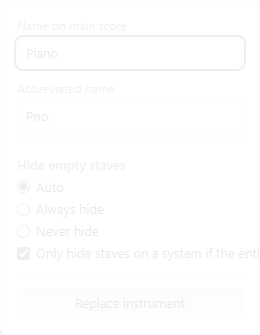 Name on main score
Piano
Abbreviated name
Pno.
Hide empty staves
Auto
Always hide
Never hide
Only hide staves on a system if the enti
Replace instrument